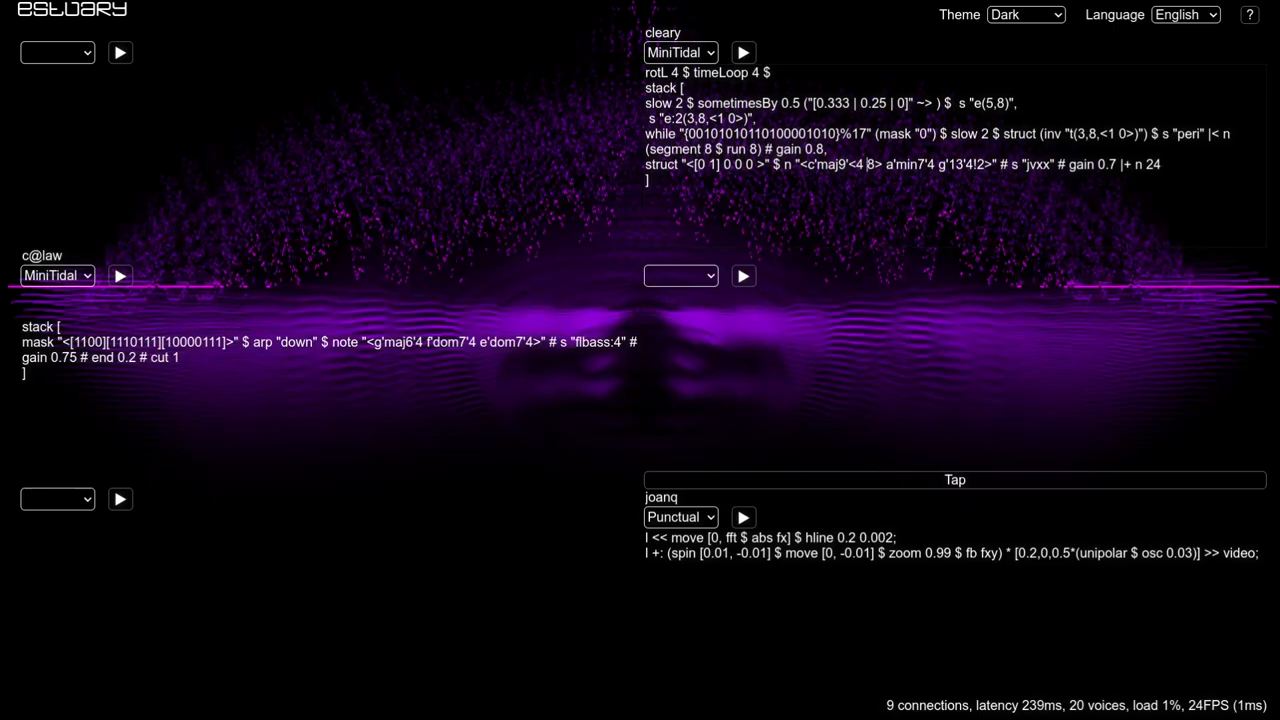 estuary
Theme Dark Language English ?
cleary
MiniTidal
rotL 4 $ timeLoop 4 $
stack [
slow 2 $ sometimesBy 0.5 ("[0.333 | 0.25 | 0]" ~> ) $  s "e(5,8)",
s "e:2(3,8,<1 0>)",
while "{00101010110100001010}%17" (mask "0") $ slow 2 $ struct (inv "t(3,8,<1 0>)") $ s "peri" |< n
(segment 8 $ run 8) # gain 0.8,
struct "<[0 1] 0 0 0 >" $ n "<c'maj9'<4 8> a'min7'4 g'13'4!2>" # s "jvxx" # gain 0.7 |+ n 24
]
c@law
MiniTidal
stack [
mask "<[1100][1110111][10000111]>" $ arp "down" $ note "<g'maj6'4 f'dom7'4 e'dom7'4>" # s "flbass:4" #
gain 0.75 # end 0.2 # cut 1
]
Tap
joanq
Punctual
l << move [0, fft $ abs fx] $ hline 0.2 0.002;
l +: (spin [0.01, -0.01] $ move [0, -0.01] $ zoom 0.99 $ fb fxy) * [0.2,0,0.5*(unipolar $ osc 0.03)] >> video;
9 connections, latency 239ms, 20 voices, load 1%, 24FPS (1ms)